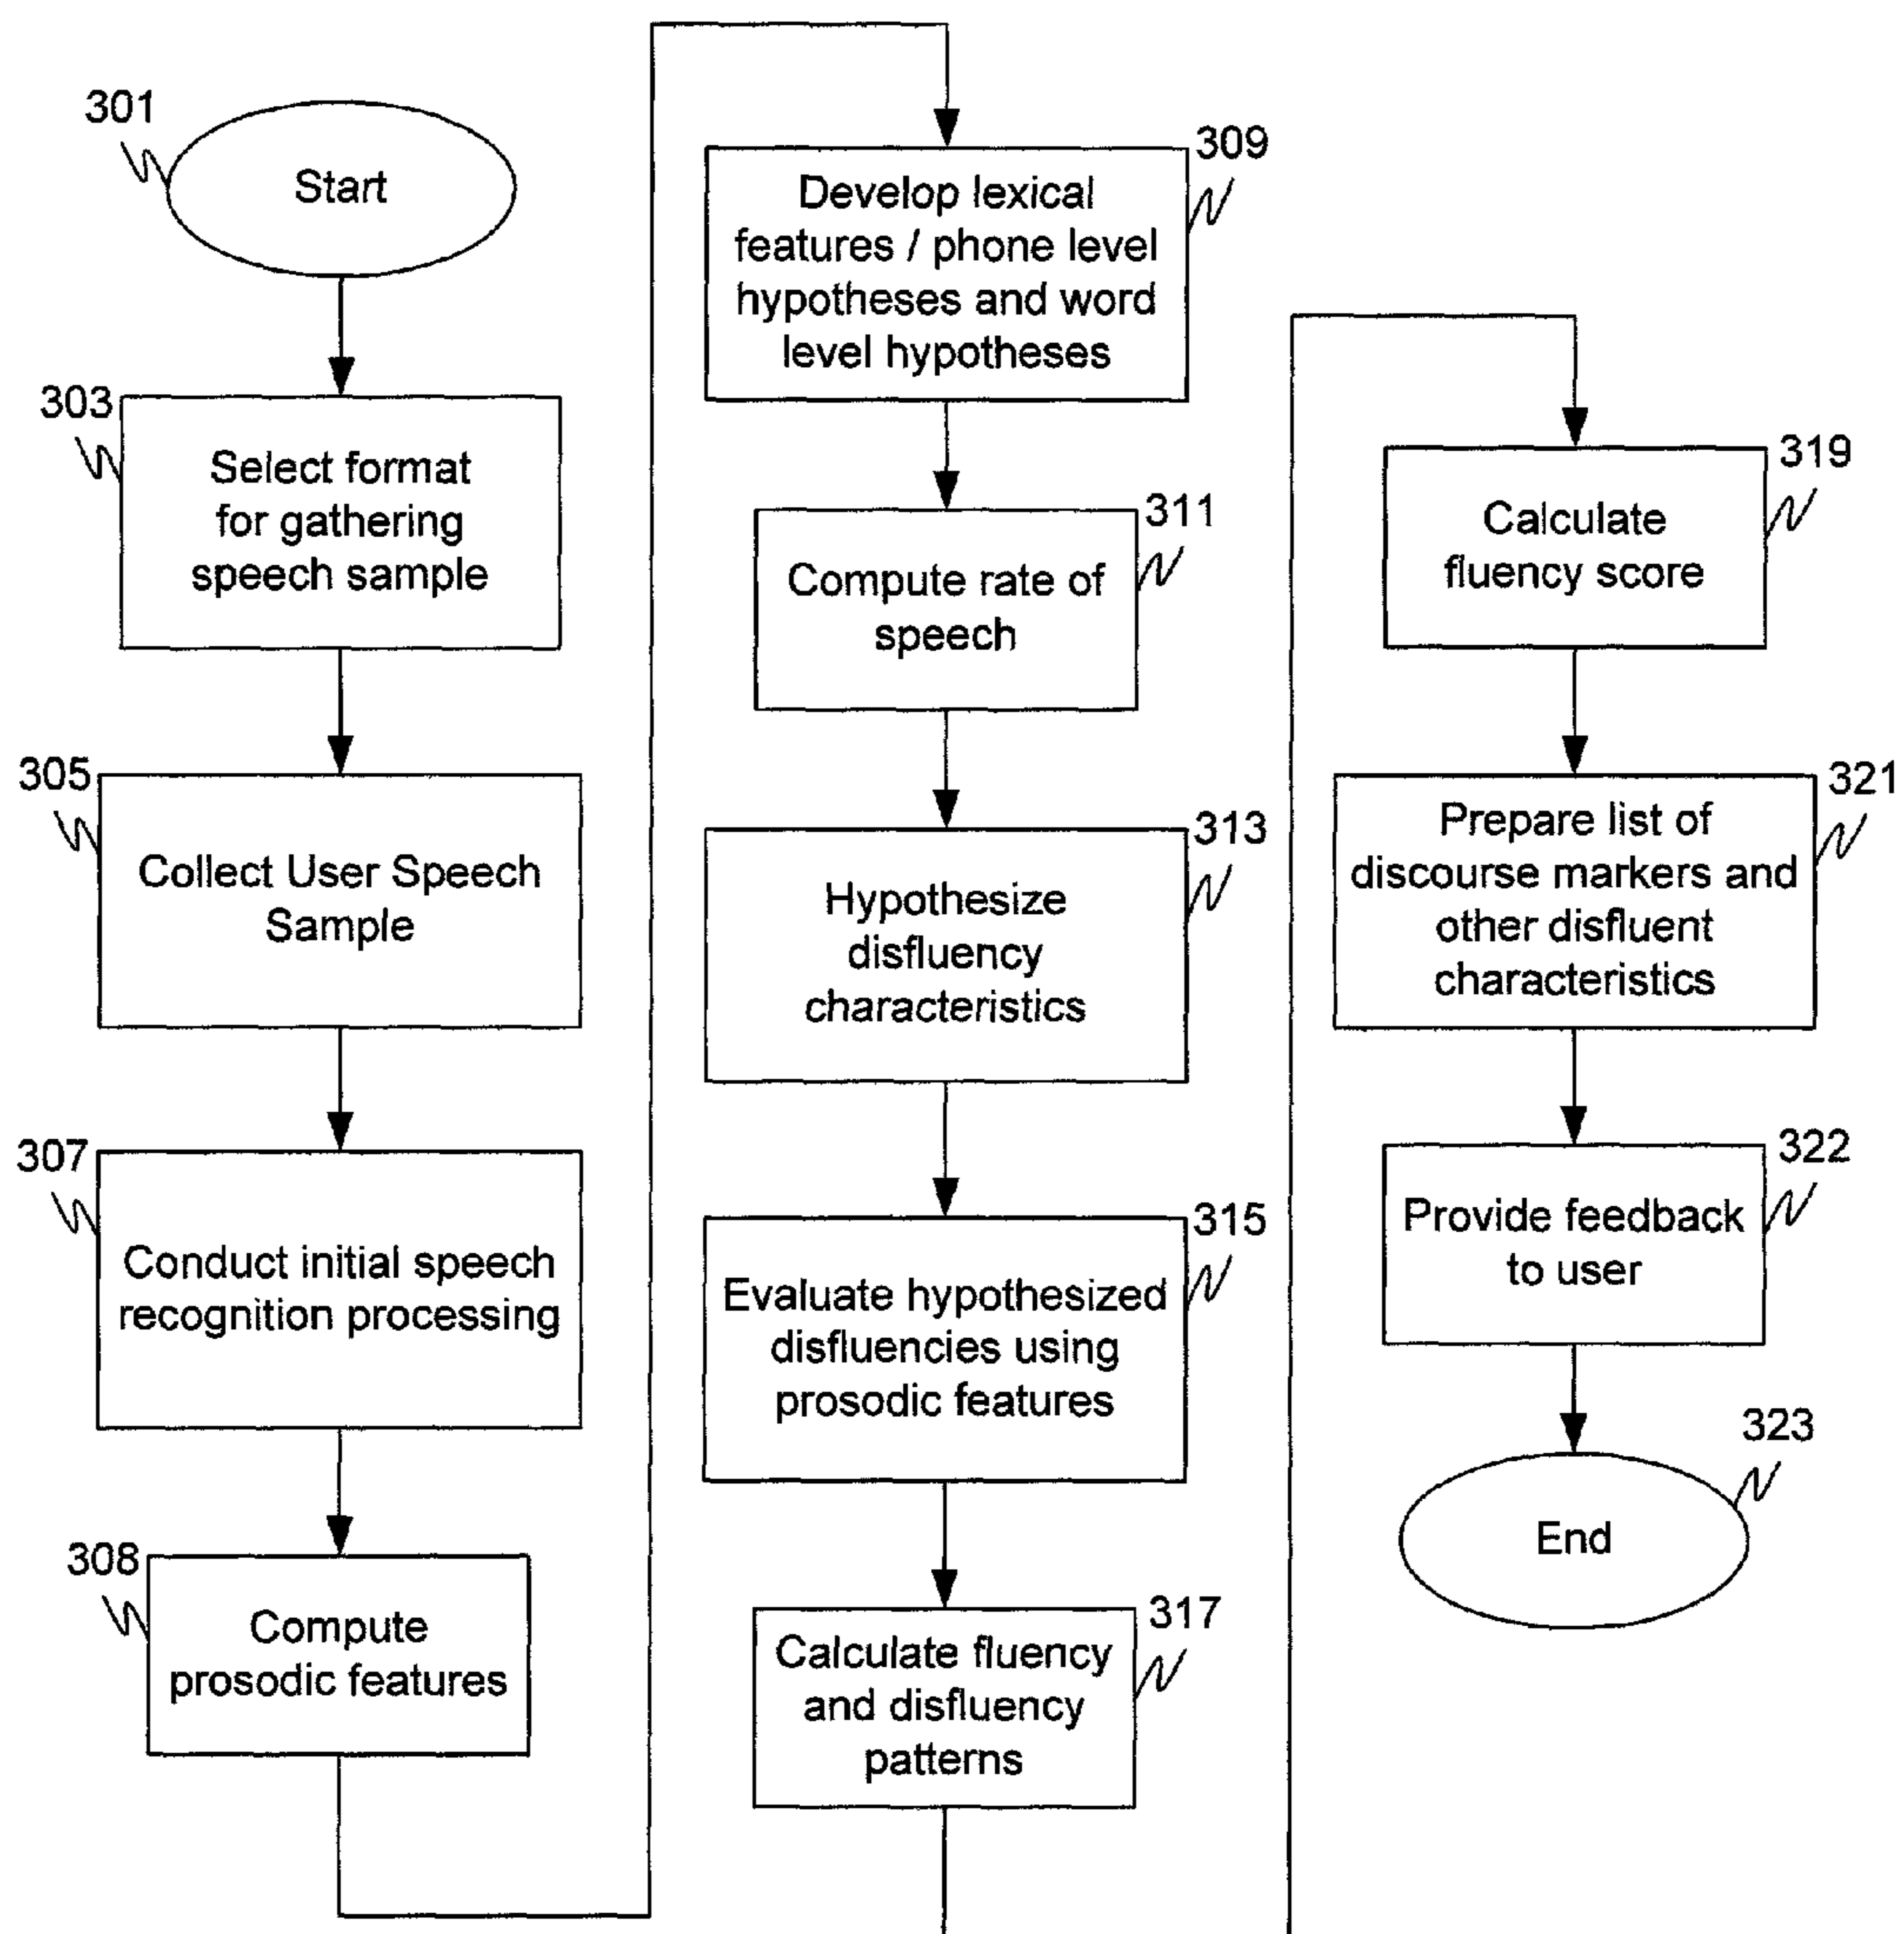 301
Start
303
Select format
for gathering
speech sample
305
Collect User Speech
Sample
307
Conduct initial speech
recognition processing
308
Compute
prosodic features
309
Develop lexical
features / phone level
hypotheses and word
level hypotheses
311
Compute rate of
speech
313
Hypothesize
disfluency
characteristics
315
Evaluate hypothesized
disfluencies using
prosodic features
317
Calculate fluency
and disfluency
patterns
319
Calculate
fluency score
321
Prepare list of
discourse markers and
other disfluent
characteristics
322
Provide feedback
to user
323
End